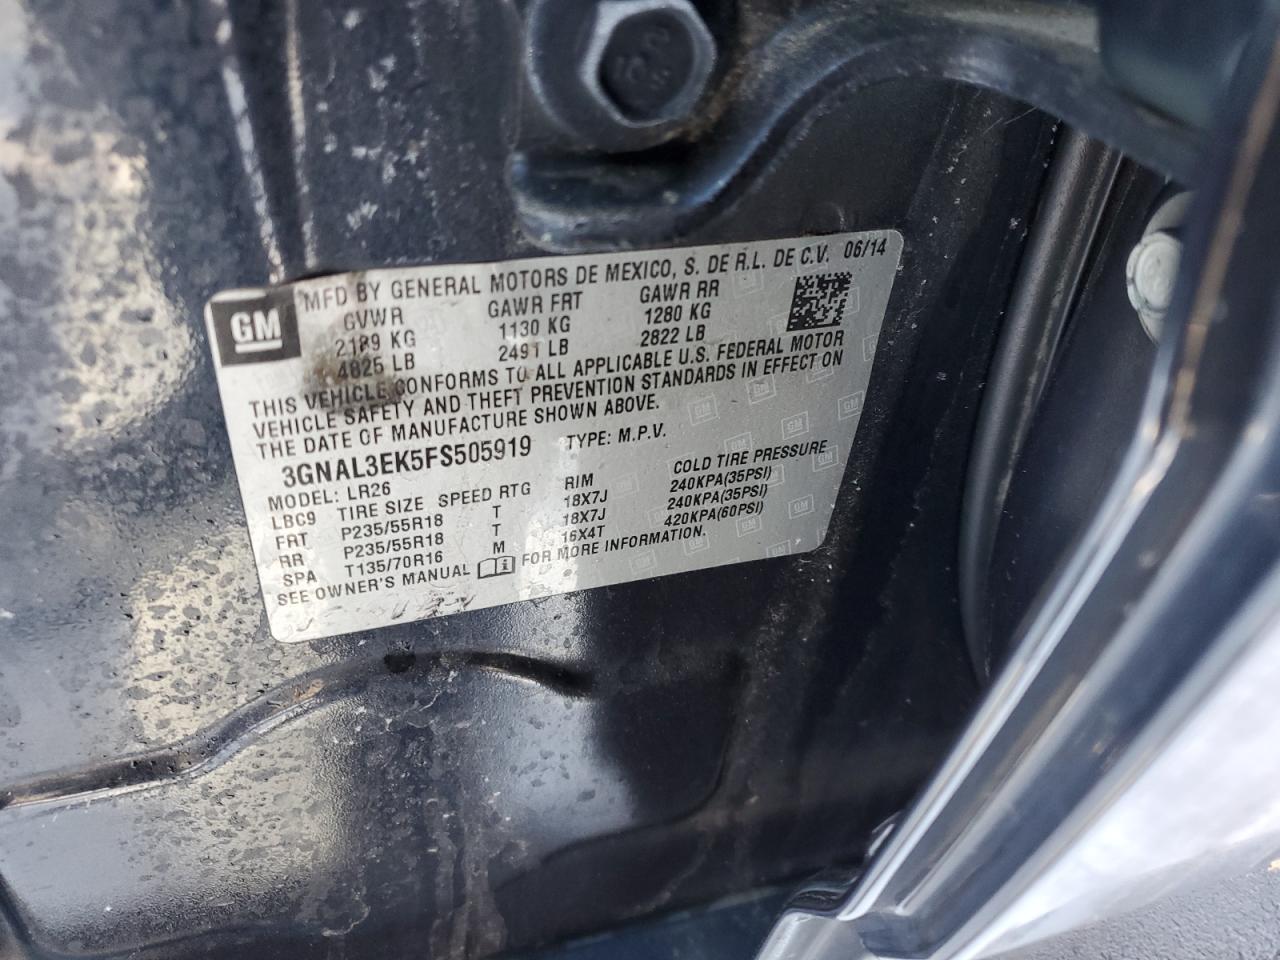 GM
MFD BY GENERAL MOTORS DE MEXICO, S. DE R.L. DE C.V. 06/14
GVWR GAWR FRT GAWR RR
2189 KG 1130 KG 1280 KG
4825 LB 2491 LB 2822 LB
THIS VEHICLE CONFORMS TO ALL APPLICABLE U.S. FEDERAL MOTOR
VEHICLE SAFETY AND THEFT PREVENTION STANDARDS IN EFFECT ON
THE DATE OF MANUFACTURE SHOWN ABOVE.
3GNAL3EK5FS505919 TYPE: M.P.V.
MODEL: LR26
LBC9 TIRE SIZE SPEED RTG RIM COLD TIRE PRESSURE
FRT P235/55R18 T 18X7J 240KPA(35PSI)
RR P235/55R18 T 18X7J 240KPA(35PSI)
SPA T135/70R16 M 16X4T 420KPA(60PSI)
SEE OWNER'S MANUAL FOR MORE INFORMATION.